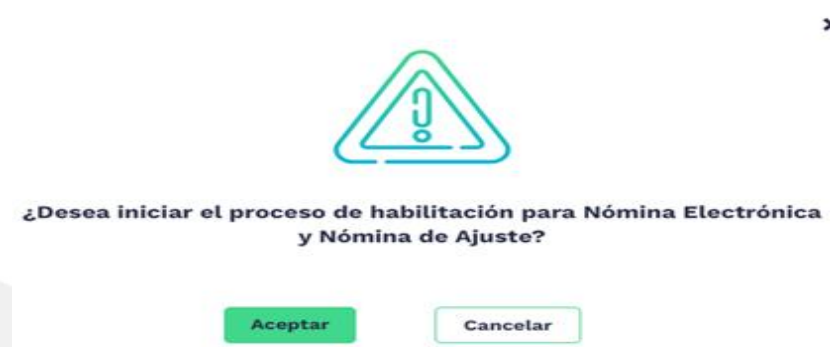 ¿Desea iniciar el proceso de habilitación para Nómina Electrónica
y Nómina de Ajuste?
Aceptar
Cancelar